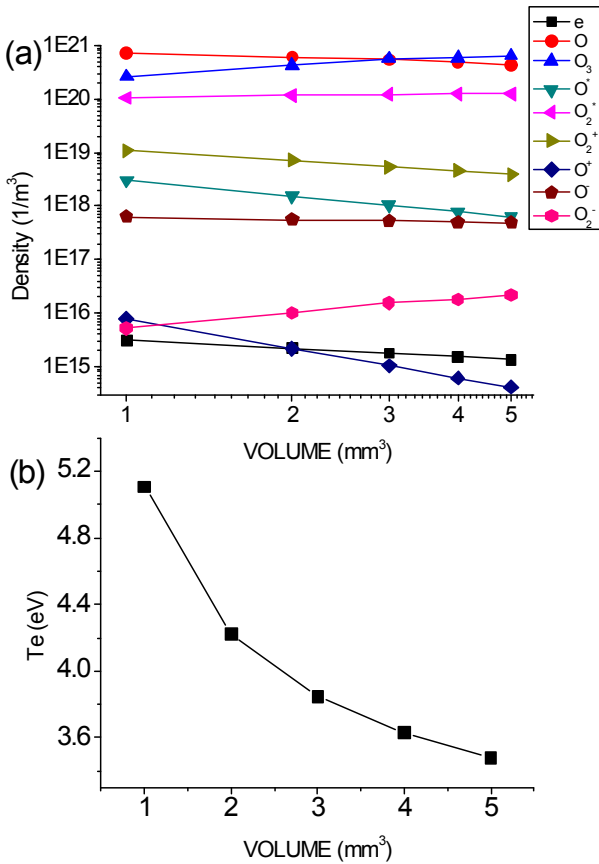 (a)
Density (1/m³)
1E21
1E20
1E19
1E18
1E17
1E16
1E15
1 2 3 4 5
VOLUME (mm³)
e
O
O₃
O*
O₂*
O₂⁺
O⁺
O⁻
O₂⁻
(b)
Te (eV)
5.2
4.8
4.4
4.0
3.6
1 2 3 4 5
VOLUME (mm³)